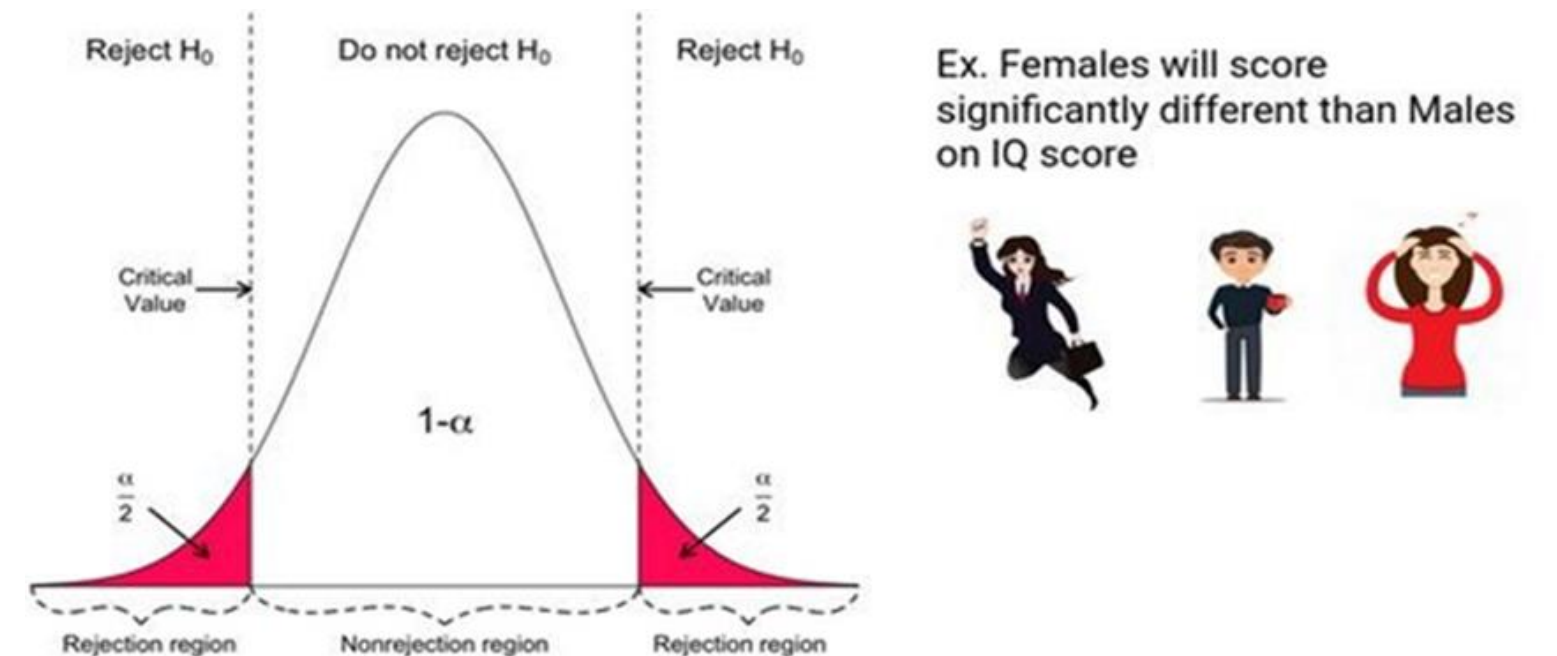 Reject H₀
Do not reject H₀
Reject H₀
Critical
Value
Critical
Value
1-α
α
2
α
2
Rejection region
Nonrejection region
Rejection region
Ex. Females will score
significantly different than Males
on IQ score